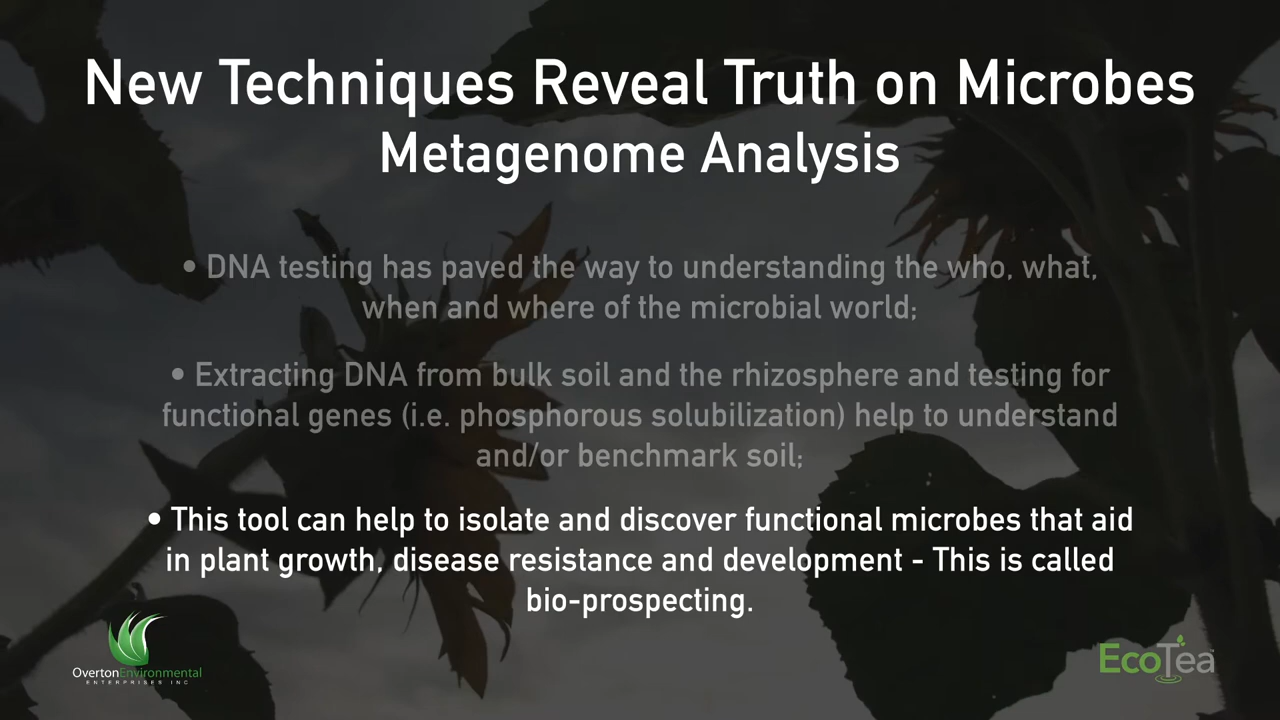 New Techniques Reveal Truth on Microbes
Metagenome Analysis
• DNA testing has paved the way to understanding the who, what,
when and where of the microbial world;
• Extracting DNA from bulk soil and the rhizosphere and testing for
functional genes (i.e. phosphorous solubilization) help to understand
and/or benchmark soil;
• This tool can help to isolate and discover functional microbes that aid
in plant growth, disease resistance and development - This is called
bio-prospecting.
OvertonEnvironmental
ENTERPRISES INC
EcoTea